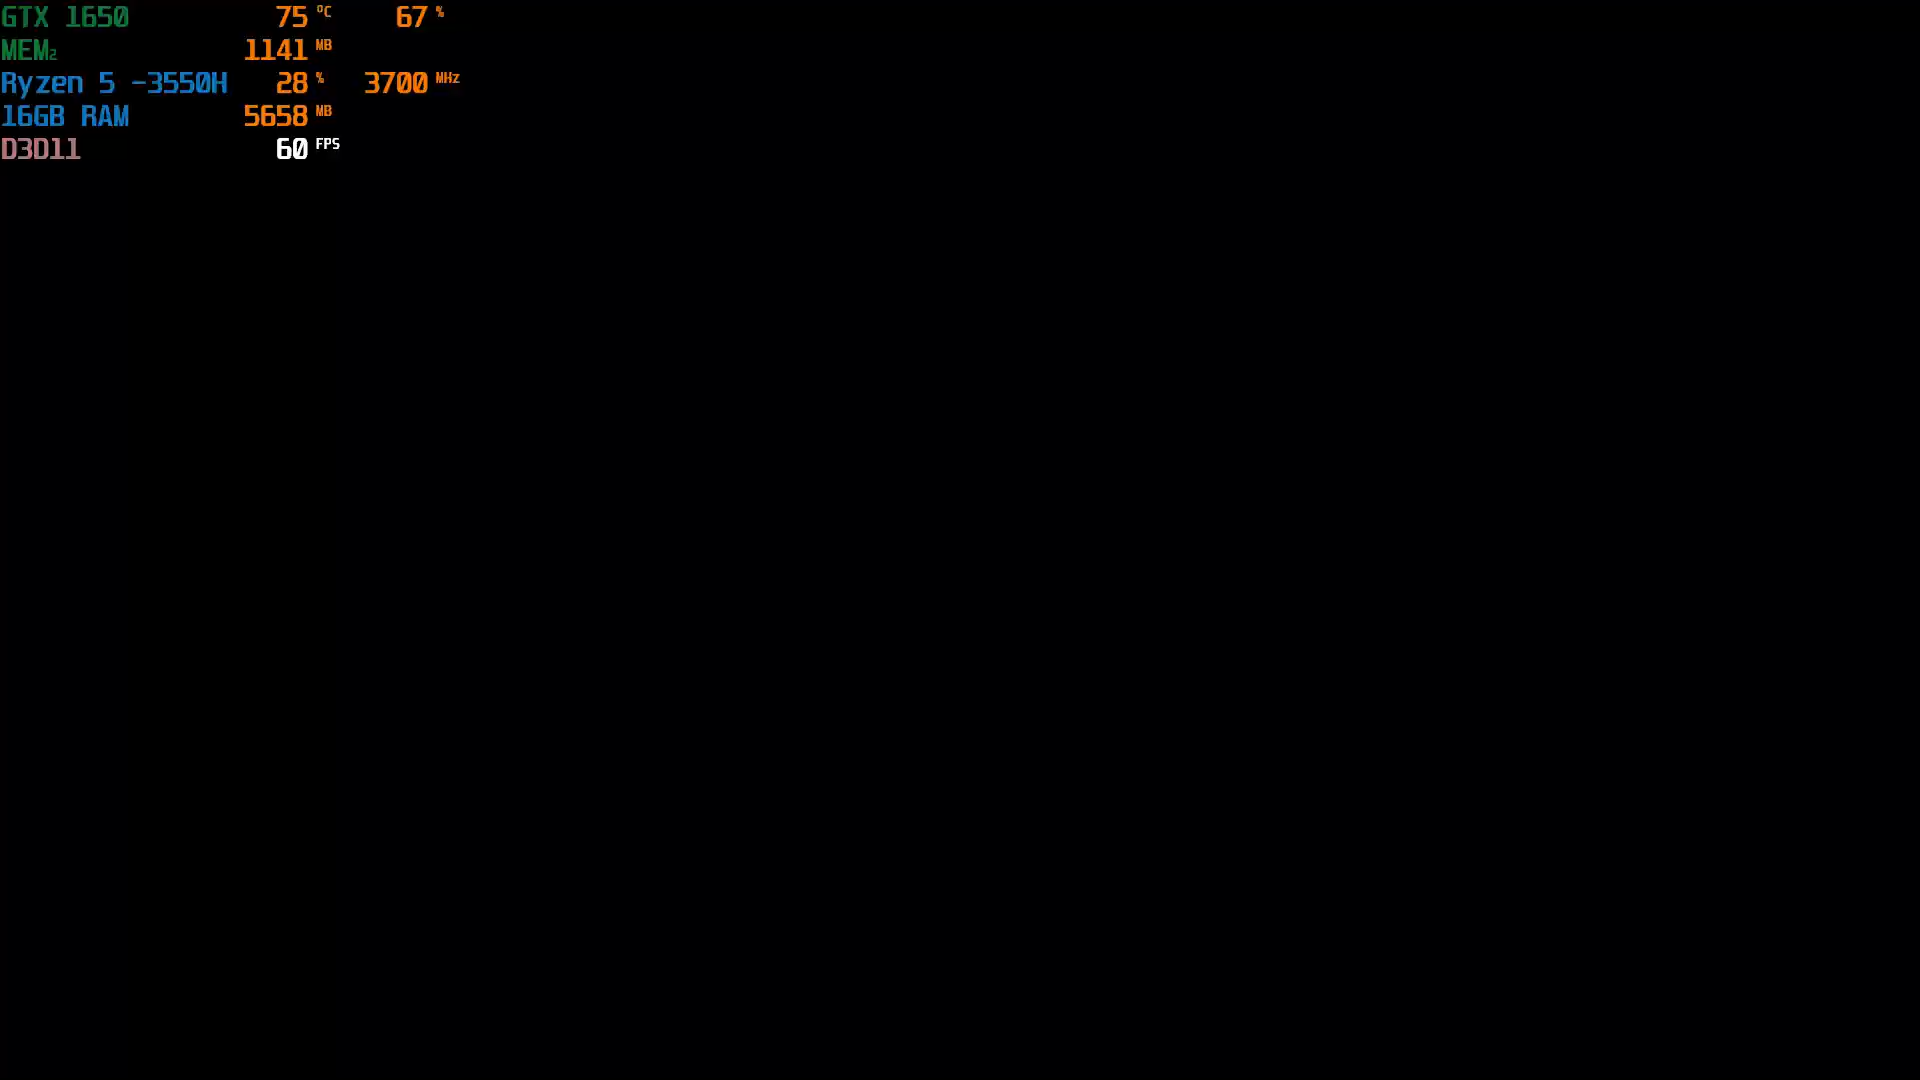 GTX 1650 75 °C 67 %
MEM2 1141 MB
Ryzen 5 -3550H 28 % 3700 MHz
16GB RAM 5658 MB
D3D11 60 FPS